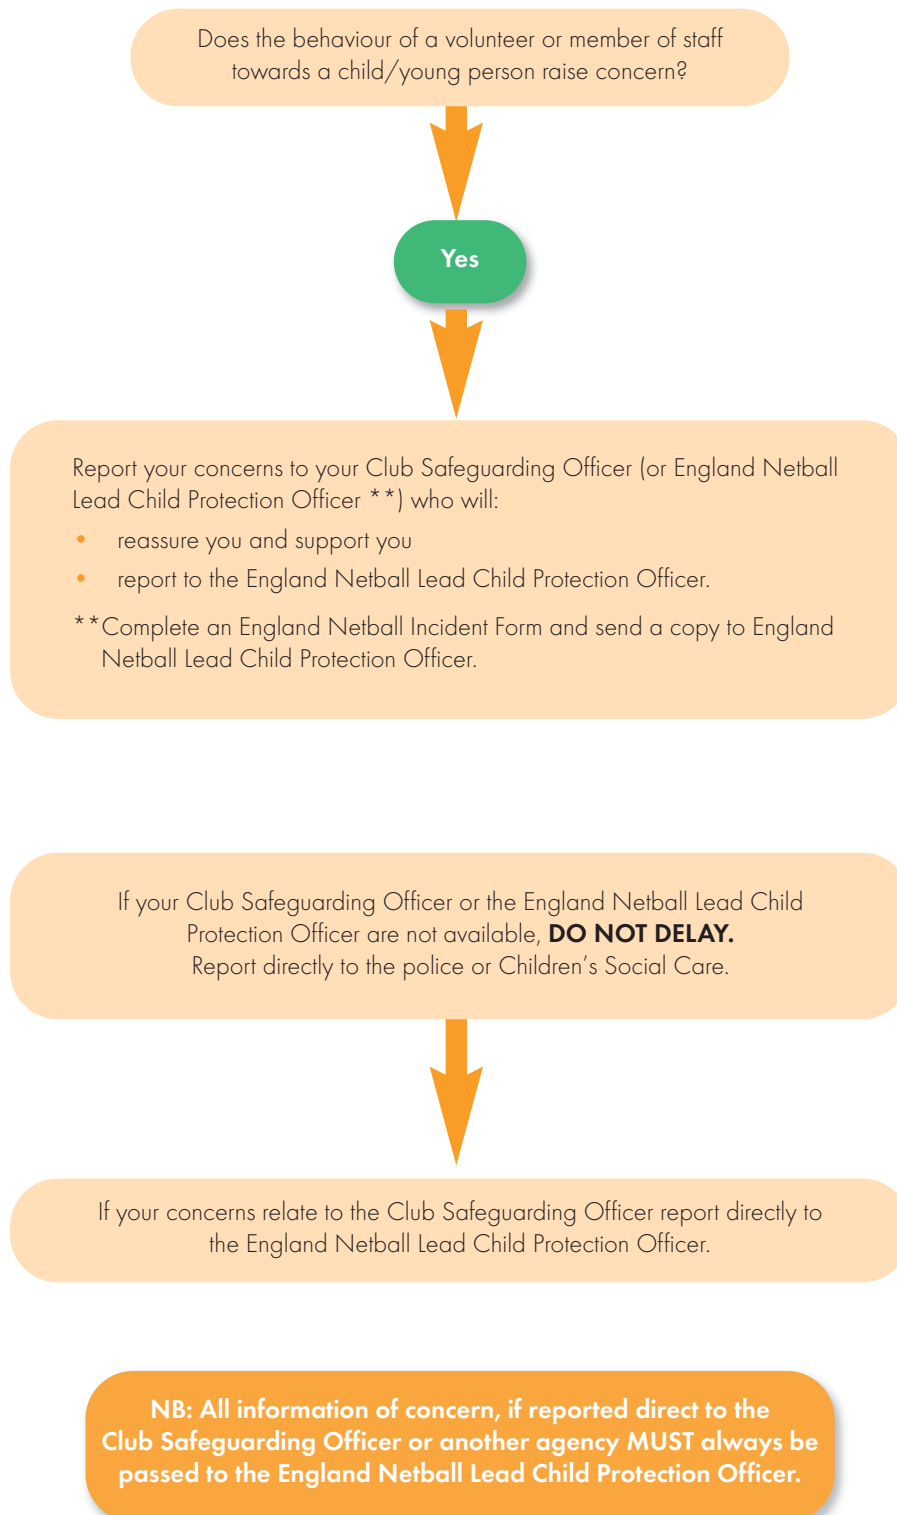 Does the behaviour of a volunteer or member of staff
towards a child/young person raise concern?
Yes
Report your concerns to your Club Safeguarding Officer (or England Netball
Lead Child Protection Officer **) who will:
• reassure you and support you
• report to the England Netball Lead Child Protection Officer.
**Complete an England Netball Incident Form and send a copy to England
Netball Lead Child Protection Officer.
If your Club Safeguarding Officer or the England Netball Lead Child
Protection Officer are not available, DO NOT DELAY.
Report directly to the police or Children’s Social Care.
If your concerns relate to the Club Safeguarding Officer report directly to
the England Netball Lead Child Protection Officer.
NB: All information of concern, if reported direct to the
Club Safeguarding Officer or another agency MUST always be
passed to the England Netball Lead Child Protection Officer.